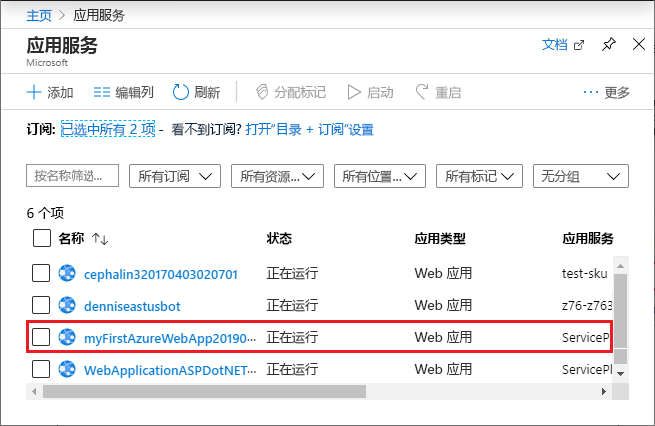 主页 > 应用服务
应用服务
Microsoft
文档
添加 编辑列 刷新 分配标记 启动 重启 ··· 更多
订阅: 已选中所有 2 项 - 看不到订阅? 打开"目录 + 订阅"设置
按名称筛选... 所有订阅 所有资源... 所有位置... 所有标记 无分组
6 个项
名称 ↑↓ 状态 应用类型 应用服务
cephalin320170403020701 正在运行 Web 应用 test-sku
denniseastusbot 正在运行 Web 应用 z76-z763
myFirstAzureWebApp20190... 正在运行 Web 应用 ServiceP
WebApplicationASPDotNET... 正在运行 Web 应用 ServicePl